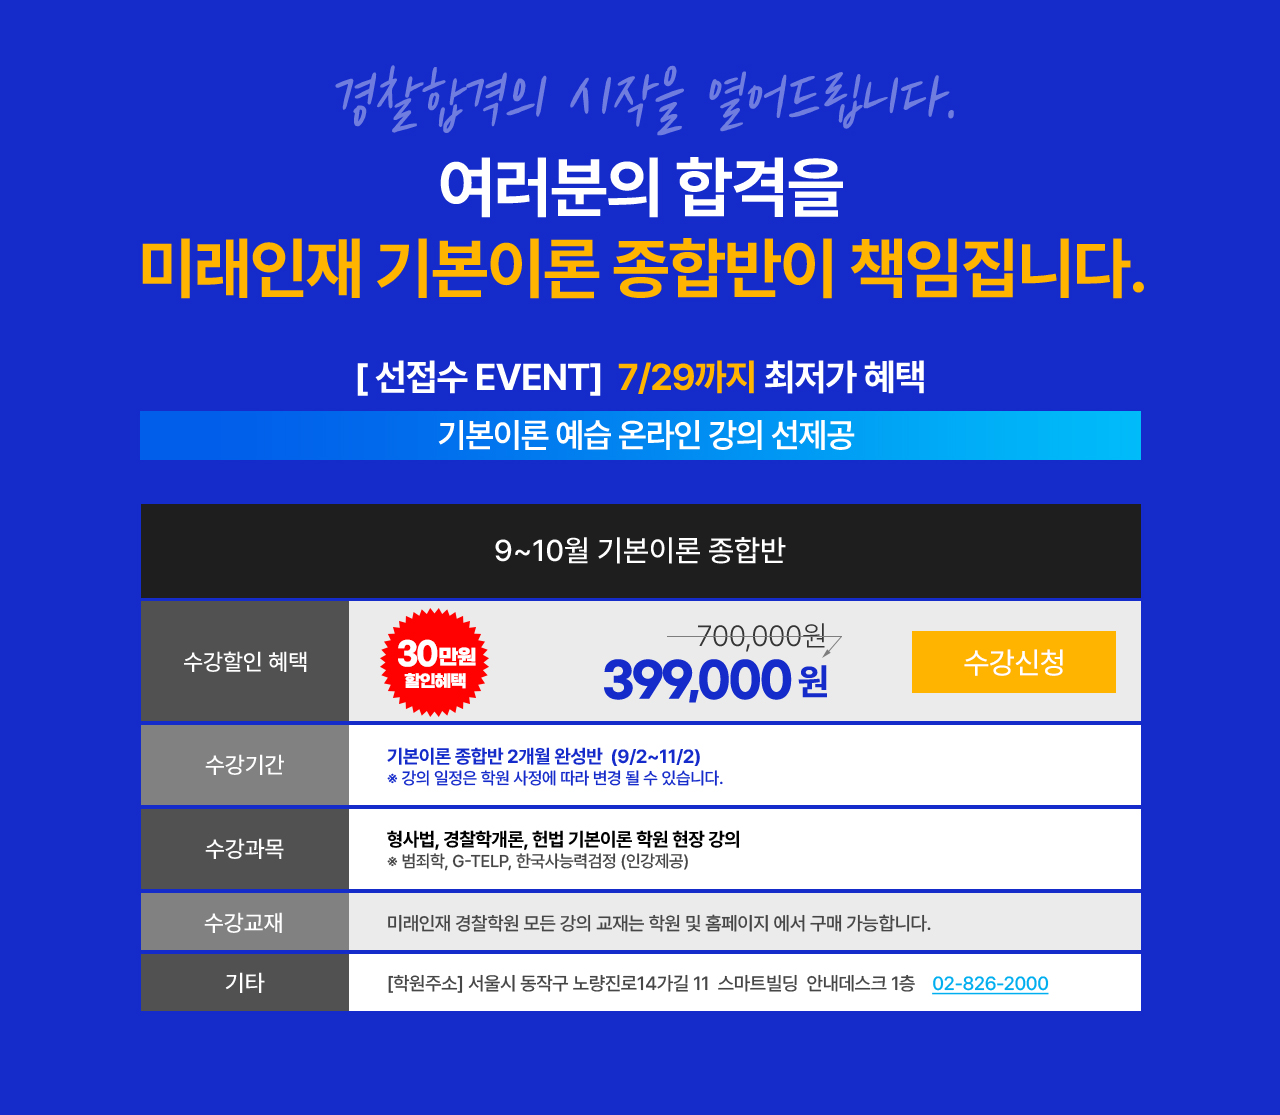 경찰합격의 시작을 열어드립니다.
여러분의 합격을
미래인재 기본이론 종합반이 책임집니다.
[ 선접수 EVENT] 7/29까지 최저가 혜택
기본이론 예습 온라인 강의 선제공
9~10월 기본이론 종합반
수강할인 혜택
30만원
할인혜택
700,000원
399,000 원
수강신청
수강기간
기본이론 종합반 2개월 완성반 (9/2~11/2)
※ 강의 일정은 학원 사정에 따라 변경 될 수 있습니다.
수강과목
형사법, 경찰학개론, 헌법 기본이론 학원 현장 강의
※ 범죄학, G-TELP, 한국사능력검정 (인강제공)
수강교재
미래인재 경찰학원 모든 강의 교재는 학원 및 홈페이지 에서 구매 가능합니다.
기타
[학원주소] 서울시 동작구 노량진로14가길 11 스마트빌딩 안내데스크 1층 02-826-2000